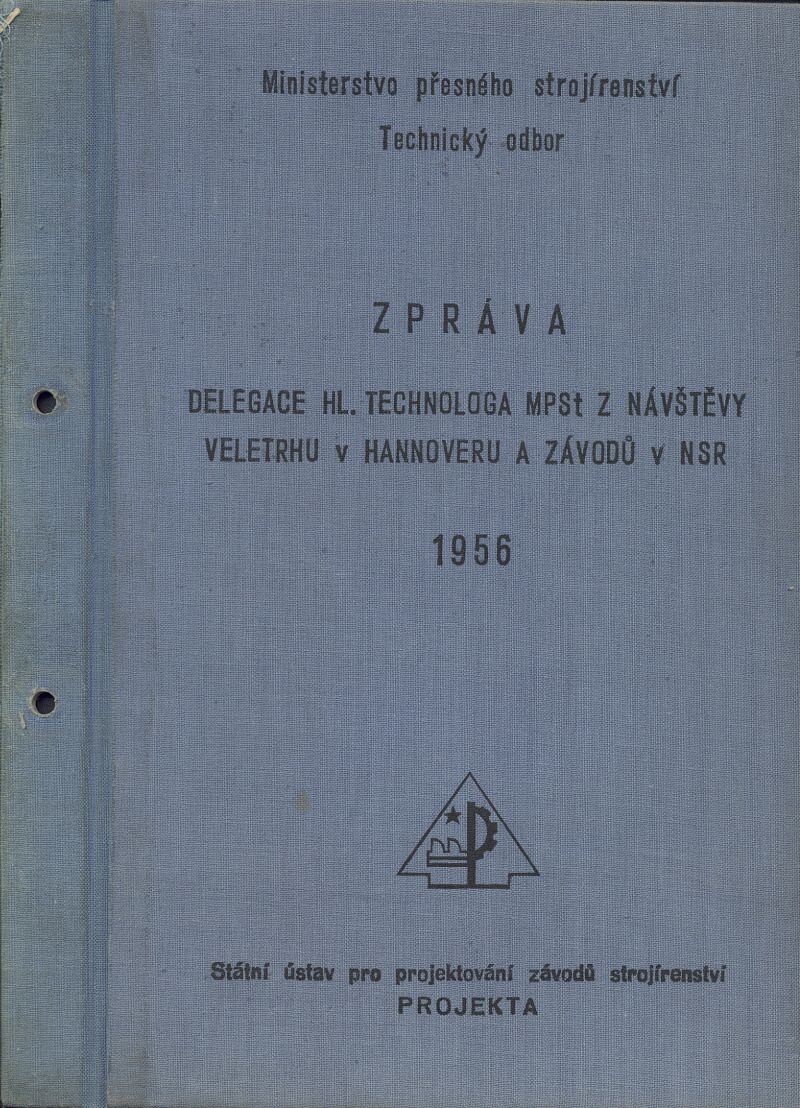 Ministerstvo přesného strojírenství
Technický odbor
ZPRÁVA
DELEGACE HL. TECHNOLOGA MPSt Z NÁVŠTĚVY
VELETRHU v HANNOVERU A ZÁVODŮ v NSR
1956
Státní ústav pro projektování závodů strojírenství
PROJEKTA